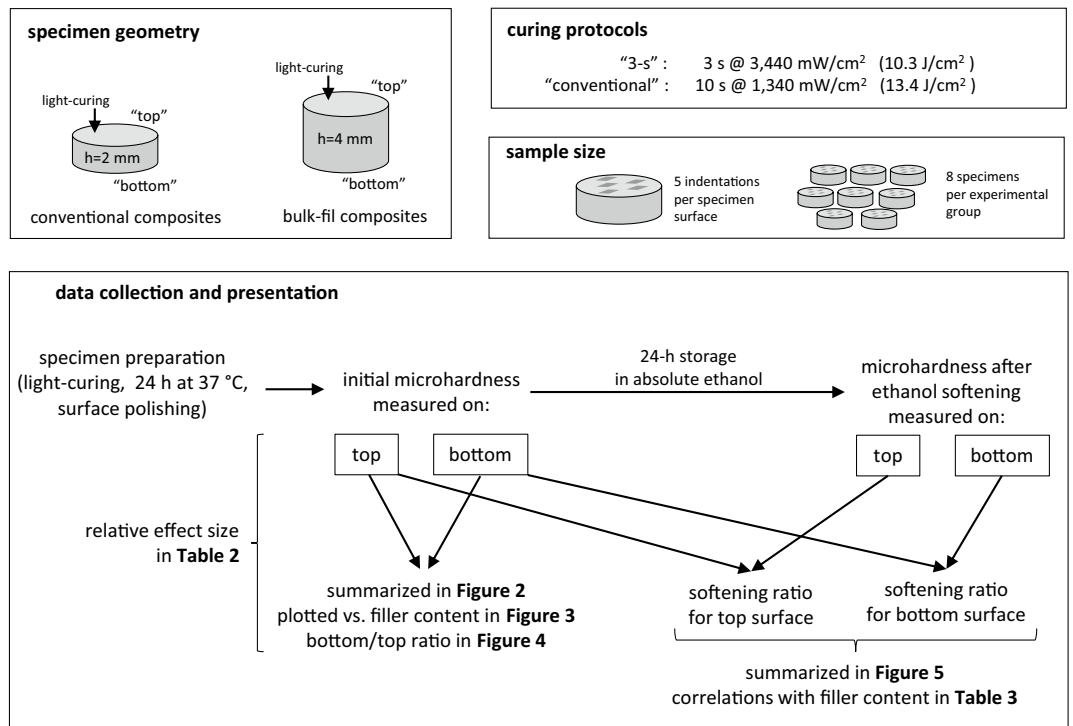 specimen geometry
light-curing
"top"
h=2 mm
"bottom"
conventional composites
light-curing
"top"
h=4 mm
"bottom"
bulk-fil composites
curing protocols
"3-s" : 3 s @ 3,440 mW/cm² (10.3 J/cm² )
"conventional" : 10 s @ 1,340 mW/cm² (13.4 J/cm² )
sample size
5 indentations
per specimen
surface
8 specimens
per experimental
group
data collection and presentation
specimen preparation
(light-curing, 24 h at 37 °C,
surface polishing)
initial microhardness
measured on:
24-h storage
in absolute ethanol
microhardness after
ethanol softening
measured on:
top
bottom
top
bottom
relative effect size
in Table 2
summarized in Figure 2
plotted vs. filler content in Figure 3
bottom/top ratio in Figure 4
softening ratio
for top surface
softening ratio
for bottom surface
summarized in Figure 5
correlations with filler content in Table 3